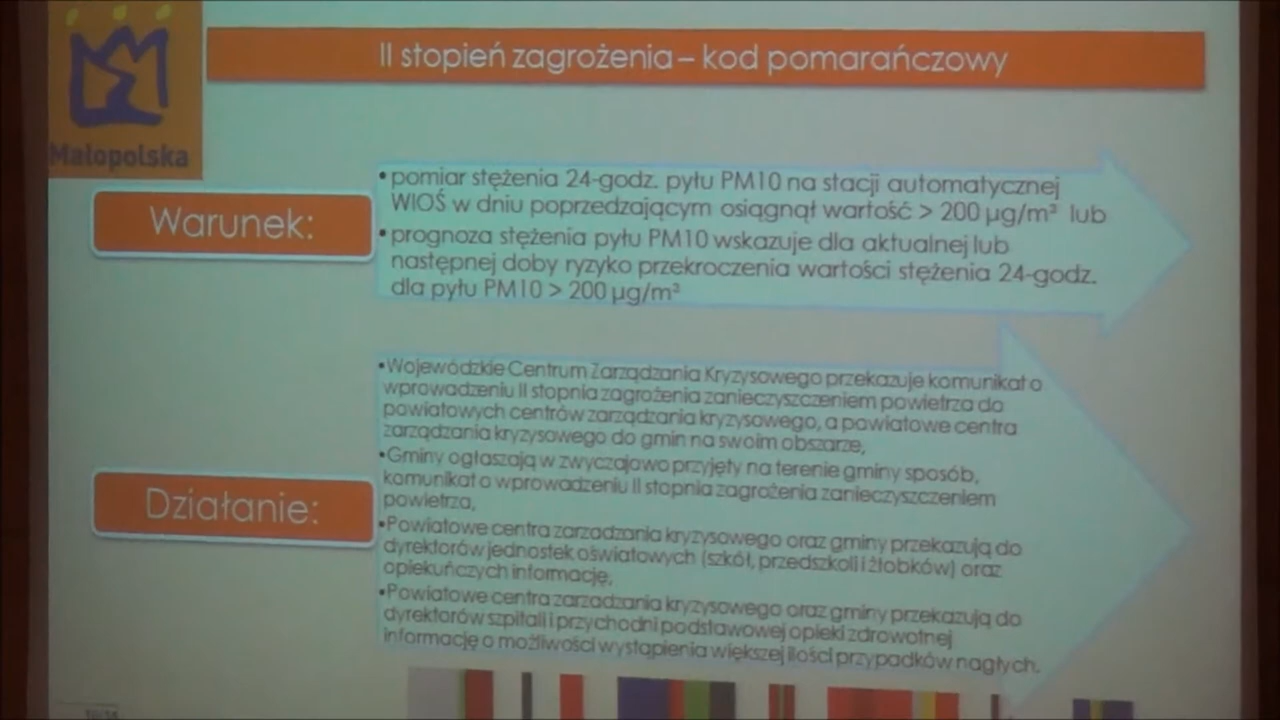 II stopień zagrożenia – kod pomarańczowy
Małopolska
Warunek:
• pomiar stężenia 24-godz. pyłu PM10 na stacji automatycznej
WIOŚ w dniu poprzedzającym osiągnął wartość > 200 µg/m³ lub
• prognoza stężenia pyłu PM10 wskazuje dla aktualnej lub
następnej doby ryzyko przekroczenia wartości stężenia 24-godz.
dla pyłu PM10 > 200 µg/m³
Działanie:
•Wojewódzkie Centrum Zarządzania Kryzysowego przekazuje komunikat o
wprowadzeniu II stopnia zagrożenia zanieczyszczeniem powietrza do
powiatowych centrów zarządzania kryzysowego, a powiatowe centra
zarządzania kryzysowego do gmin na swoim obszarze,
•Gminy ogłaszają w zwyczajowo przyjęty na terenie gminy sposób,
komunikat o wprowadzeniu II stopnia zagrożenia zanieczyszczeniem
powietrza,
•Powiatowe centra zarzadzania kryzysowego oraz gminy przekazują do
dyrektorów jednostek oświatowych (szkół, przedszkoli i żłobków) oraz
opiekuńczych informację,
•Powiatowe centra zarzadzania kryzysowego oraz gminy przekazują do
dyrektorów szpitali i przychodni podstawowej opieki zdrowotnej
informację o możliwości wystąpienia większej ilości przypadków nagłych.